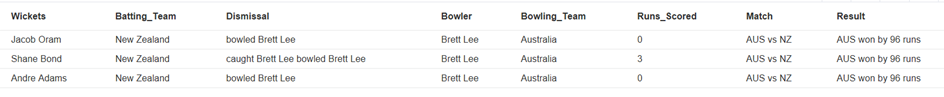 Wickets Batting_Team Dismissal Bowler Bowling_Team Runs_Scored Match Result
Jacob Oram New Zealand bowled Brett Lee Brett Lee Australia 0 AUS vs NZ AUS won by 96 runs
Shane Bond New Zealand caught Brett Lee bowled Brett Lee Brett Lee Australia 3 AUS vs NZ AUS won by 96 runs
Andre Adams New Zealand bowled Brett Lee Brett Lee Australia 0 AUS vs NZ AUS won by 96 runs